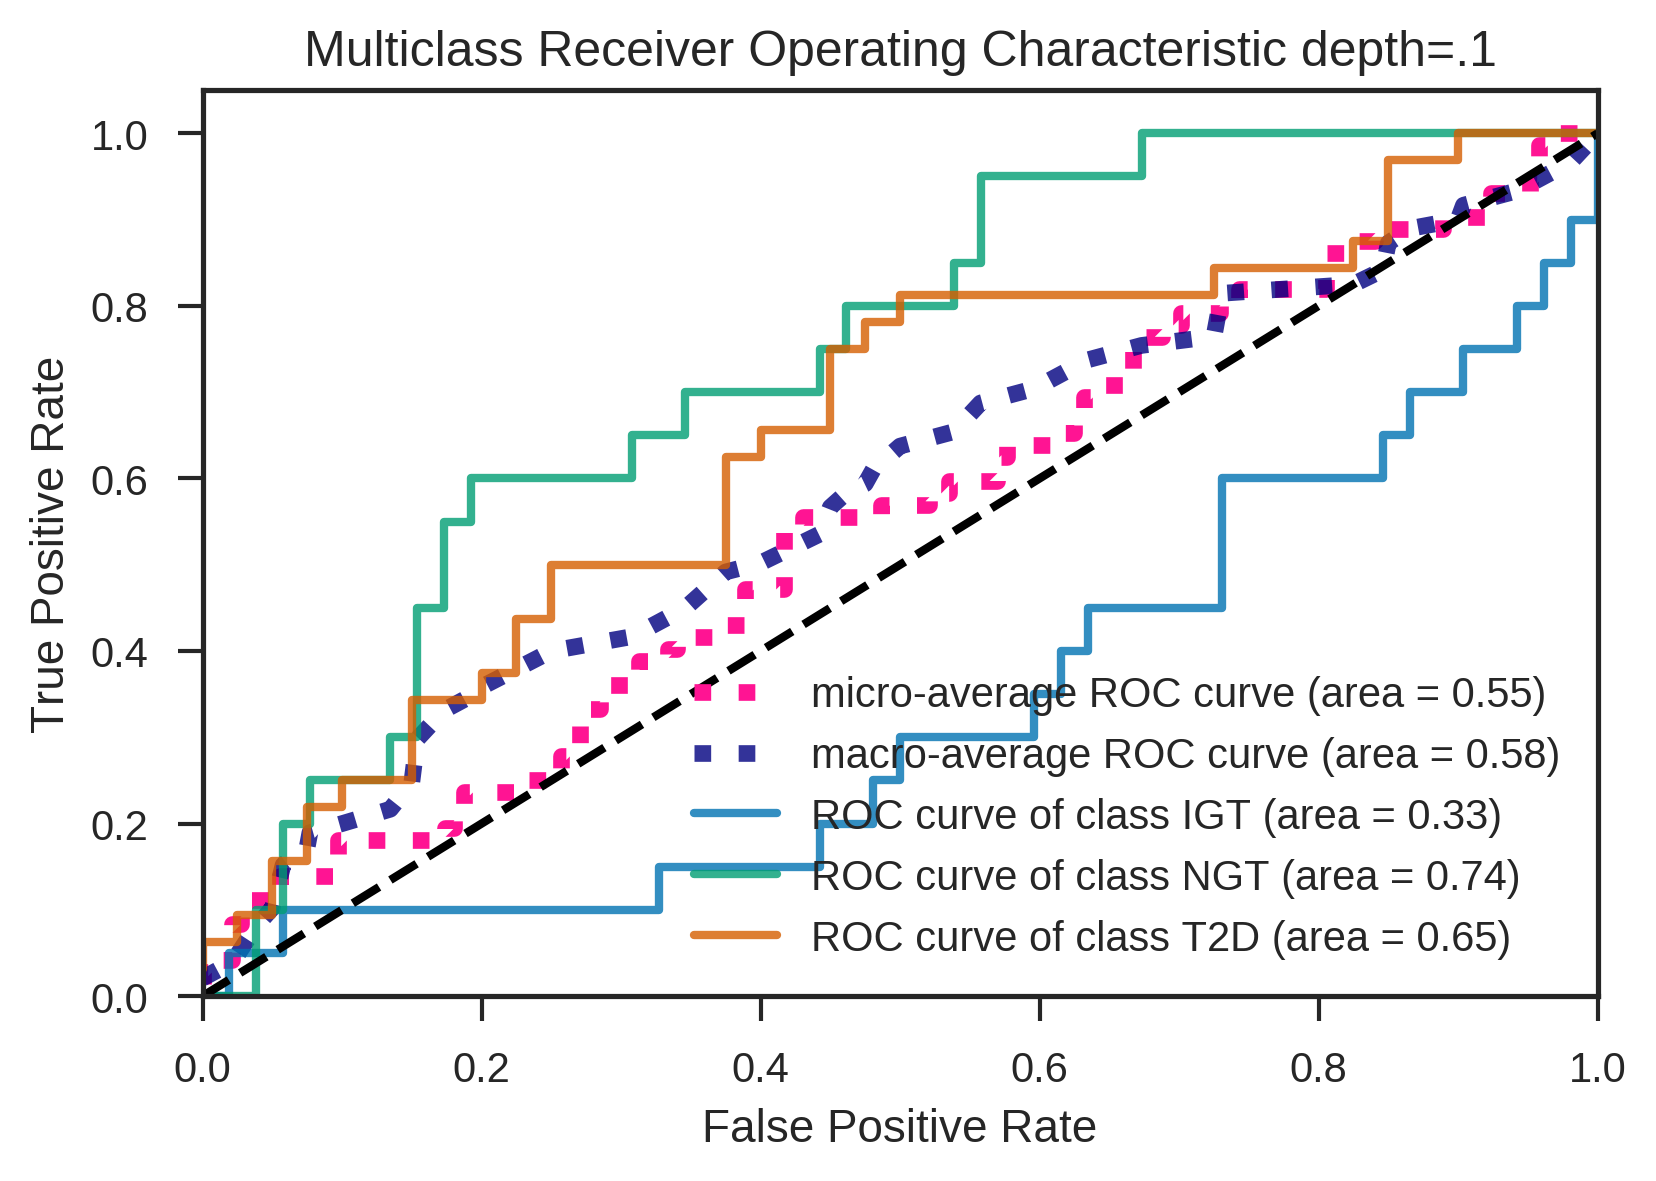 Multiclass Receiver Operating Characteristic depth=.1
1.0
0.8
0.6
0.4
0.2
0.0
True Positive Rate
micro-average ROC curve (area = 0.55)
macro-average ROC curve (area = 0.58)
ROC curve of class IGT (area = 0.33)
ROC curve of class NGT (area = 0.74)
ROC curve of class T2D (area = 0.65)
0.0 0.2 0.4 0.6 0.8 1.0
False Positive Rate